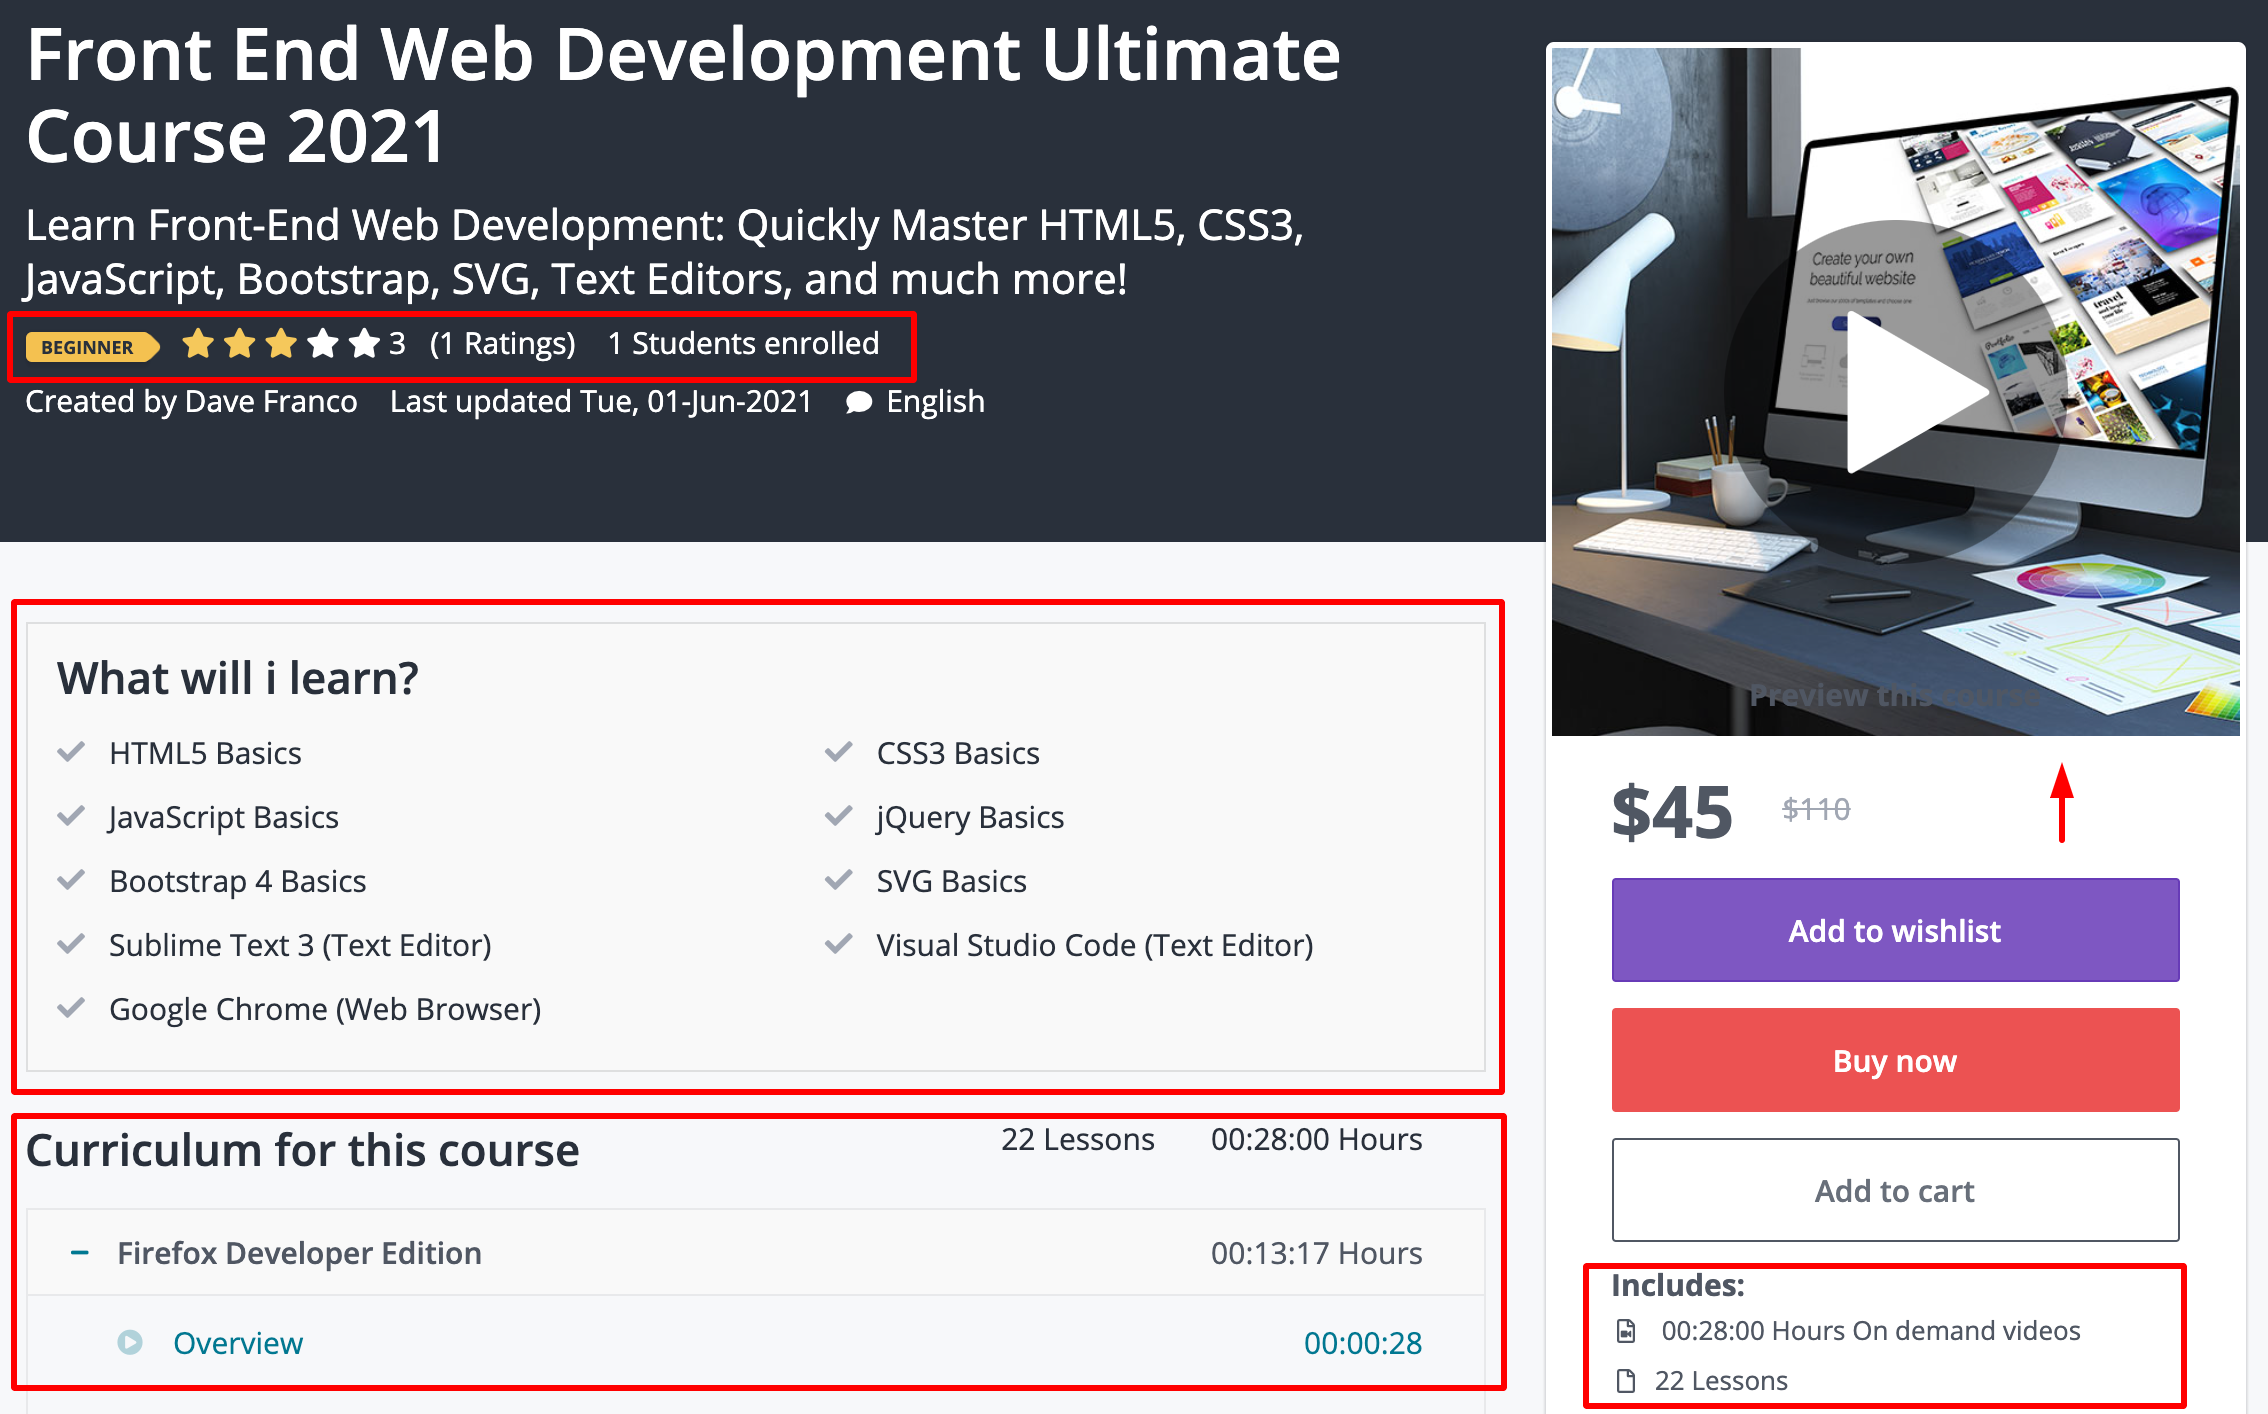 Front End Web Development Ultimate
Course 2021
Learn Front-End Web Development: Quickly Master HTML5, CSS3,
JavaScript, Bootstrap, SVG, Text Editors, and much more!
BEGINNER 3 (1 Ratings) 1 Students enrolled
Created by Dave Franco Last updated Tue, 01-Jun-2021 English
What will i learn?
HTML5 Basics CSS3 Basics
JavaScript Basics jQuery Basics
Bootstrap 4 Basics SVG Basics
Sublime Text 3 (Text Editor) Visual Studio Code (Text Editor)
Google Chrome (Web Browser)
Curriculum for this course 22 Lessons 00:28:00 Hours
Firefox Developer Edition 00:13:17 Hours
Overview 00:00:28
Create your own
beautiful website
travel
Portfolio
Preview this course
$45 $110
Add to wishlist
Buy now
Add to cart
Includes:
00:28:00 Hours On demand videos
22 Lessons